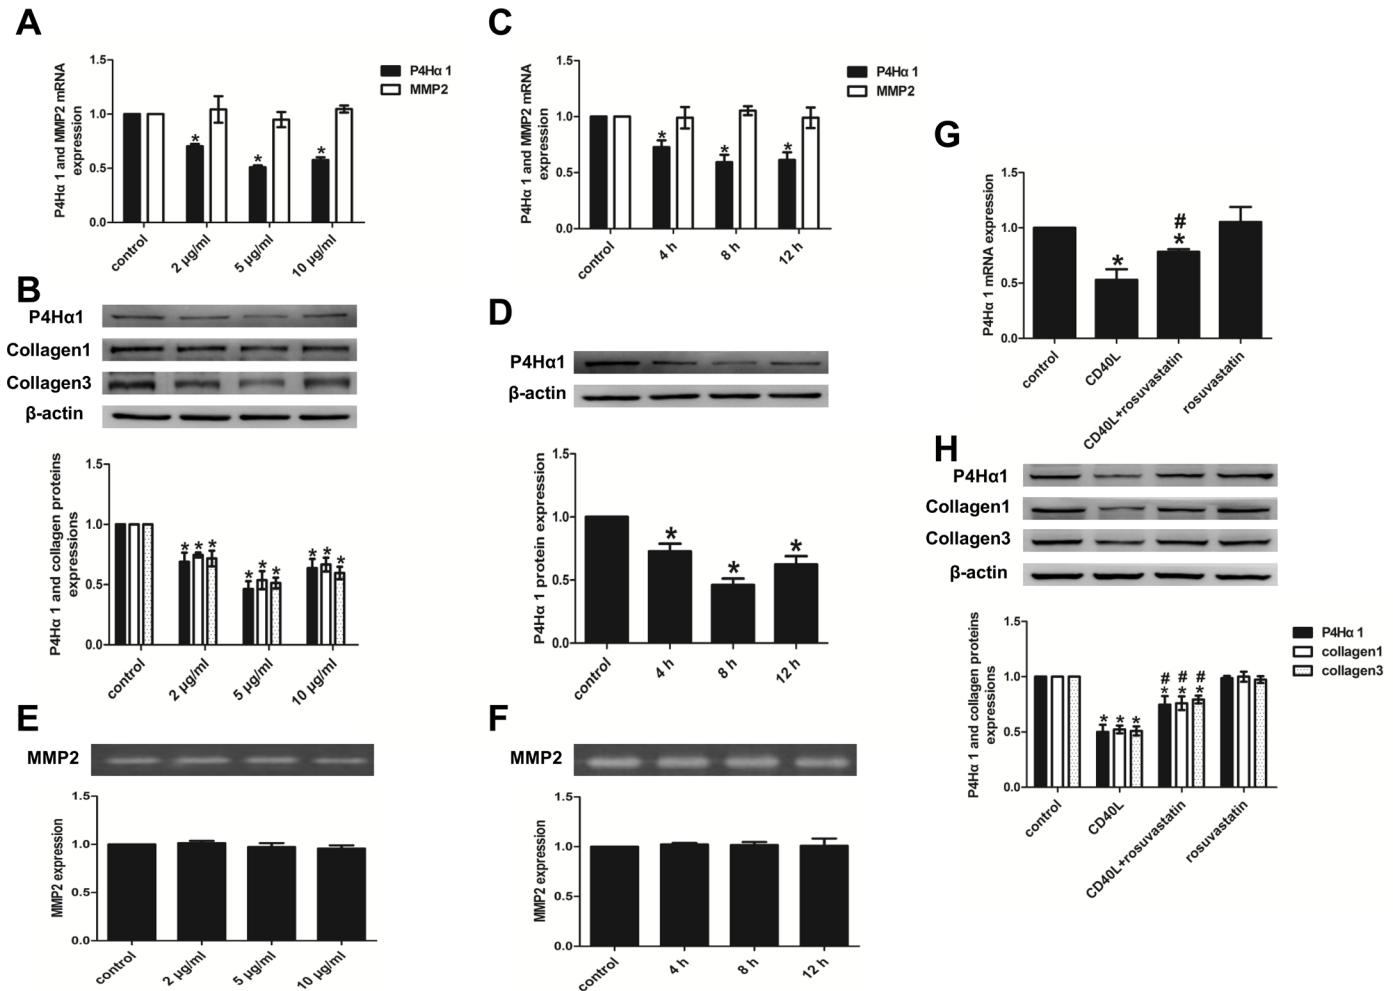 A
P4Hα 1 and MMP2 mRNA
expression
1.5
1.0
0.5
0.0
* * *
control
2 μg/ml
5 μg/ml
10 μg/ml
P4Hα 1
MMP2
B
P4Hα1
Collagen1
Collagen3
β-actin
P4Hα 1 and collagen proteins
expressions
1.5
1.0
0.5
0.0
* * * * * * * * *
control
2 μg/ml
5 μg/ml
10 μg/ml
C
P4Hα 1 and MMP2 mRNA
expression
1.5
1.0
0.5
0.0
* * *
control
4 h
8 h
12 h
P4Hα 1
MMP2
D
P4Hα1
β-actin
P4Hα 1 protein expression
1.5
1.0
0.5
0.0
* * *
control
4 h
8 h
12 h
E
MMP2
MMP2 expression
1.5
1.0
0.5
0.0
control
2 μg/ml
5 μg/ml
10 μg/ml
F
MMP2
MMP2 expression
1.5
1.0
0.5
0.0
control
4 h
8 h
12 h
G
P4Hα 1 mRNA expression
1.5
1.0
0.5
0.0
#
* *
control
CD40L
CD40L+rosuvastatin
rosuvastatin
H
P4Hα1
Collagen1
Collagen3
β-actin
P4Hα 1 and collagen proteins
expressions
1.5
1.0
0.5
0.0
# # #
* * * * * *
control
CD40L
CD40L+rosuvastatin
rosuvastatin
P4Hα 1
collagen1
collagen3